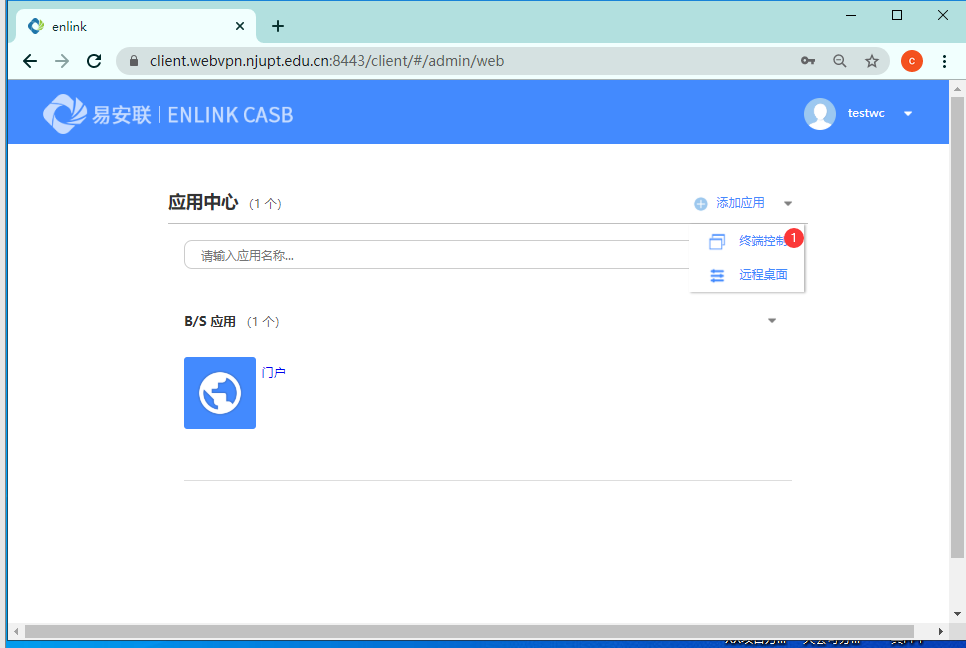 enlink
client.webvpn.njupt.edu.cn:8443/client/#/admin/web
c
易安联 | ENLINK CASB
testwc
应用中心 (1 个)
添加应用
终端控制
1
请输入应用名称...
远程桌面
B/S 应用 (1 个)
门户